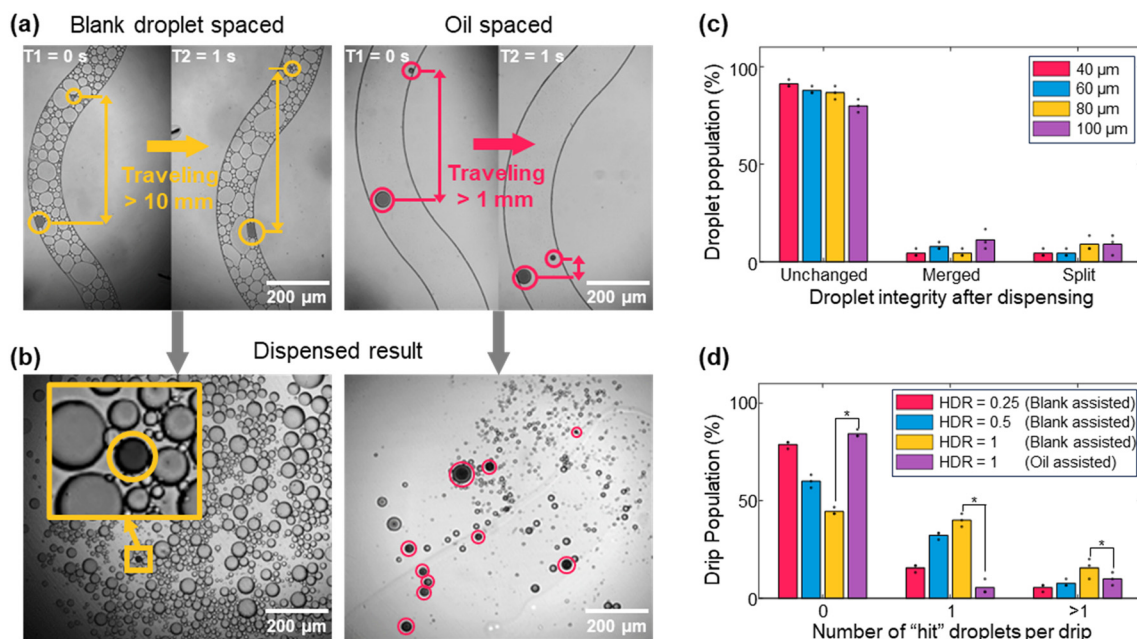 (a)
Blank droplet spaced
Oil spaced
T1 = 0 s
T2 = 1 s
T1 = 0 s
T2 = 1 s
Traveling
> 10 mm
Traveling
> 1 mm
200 µm
200 µm
(b)
Dispensed result
200 µm
200 µm
(c)
Droplet population (%)
100
50
0
40 µm
60 µm
80 µm
100 µm
Unchanged
Merged
Split
Droplet integrity after dispensing
(d)
Drip Population (%)
100
50
0
HDR = 0.25 (Blank assisted)
HDR = 0.5 (Blank assisted)
HDR = 1 (Blank assisted)
HDR = 1 (Oil assisted)
*
*
*
0
1
>1
Number of "hit" droplets per drip